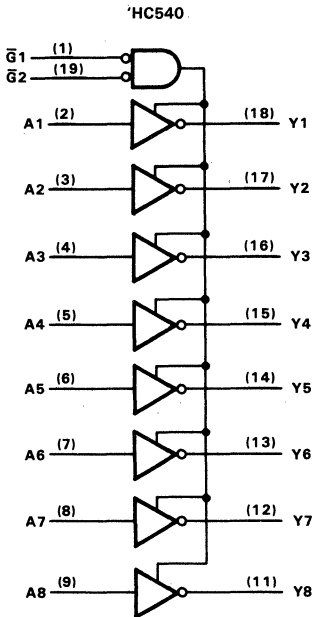 'HC540
G̅1 (1)
G̅2 (19)
A1 (2) (18) Y1
A2 (3) (17) Y2
A3 (4) (16) Y3
A4 (5) (15) Y4
A5 (6) (14) Y5
A6 (7) (13) Y6
A7 (8) (12) Y7
A8 (9) (11) Y8